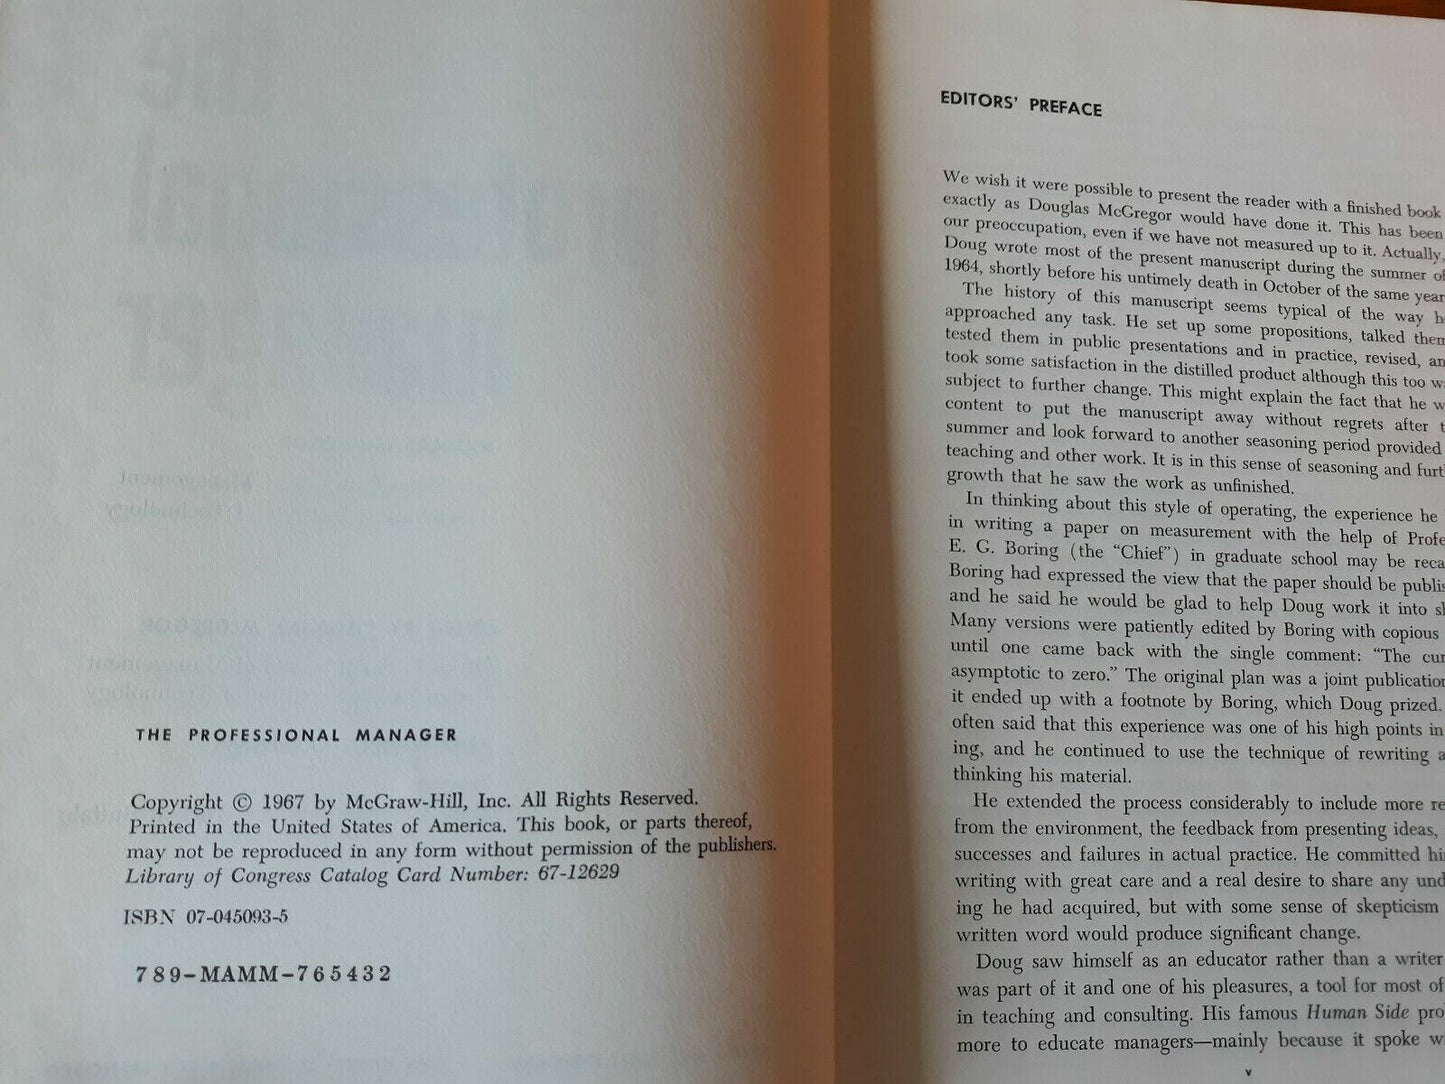 THE PROFESSIONAL MANAGER
Copyright © 1967 by McGraw-Hill, Inc. All Rights Reserved.
Printed in the United States of America. This book, or parts thereof,
may not be reproduced in any form without permission of the publishers.
Library of Congress Catalog Card Number: 67-12629
ISBN 07-045093-5
7 8 9 – MAMM – 7 6 5 4 3 2
EDITORS' PREFACE
We wish it were possible to present the reader with a finished book
exactly as Douglas McGregor would have done it. This has been
our preoccupation, even if we have not measured up to it. Actually,
Doug wrote most of the present manuscript during the summer of
1964, shortly before his untimely death in October of the same year
The history of this manuscript seems typical of the way h
approached any task. He set up some propositions, talked them
tested them in public presentations and in practice, revised, an
took some satisfaction in the distilled product although this too w
subject to further change. This might explain the fact that he w
content to put the manuscript away without regrets after t
summer and look forward to another seasoning period provided
teaching and other work. It is in this sense of seasoning and furt
growth that he saw the work as unfinished.
In thinking about this style of operating, the experience he
in writing a paper on measurement with the help of Profe
E. G. Boring (the "Chief") in graduate school may be reca
Boring had expressed the view that the paper should be publis
and he said he would be glad to help Doug work it into s
Many versions were patiently edited by Boring with copious
until one came back with the single comment: "The cur
asymptotic to zero." The original plan was a joint publication
it ended up with a footnote by Boring, which Doug prized.
often said that this experience was one of his high points in
ing, and he continued to use the technique of rewriting a
thinking his material.
He extended the process considerably to include more re
from the environment, the feedback from presenting ideas,
successes and failures in actual practice. He committed hi
writing with great care and a real desire to share any und
ing he had acquired, but with some sense of skepticism
written word would produce significant change.
Doug saw himself as an educator rather than a writer
was part of it and one of his pleasures, a tool for most of
in teaching and consulting. His famous Human Side pro
more to educate managers—mainly because it spoke w
v